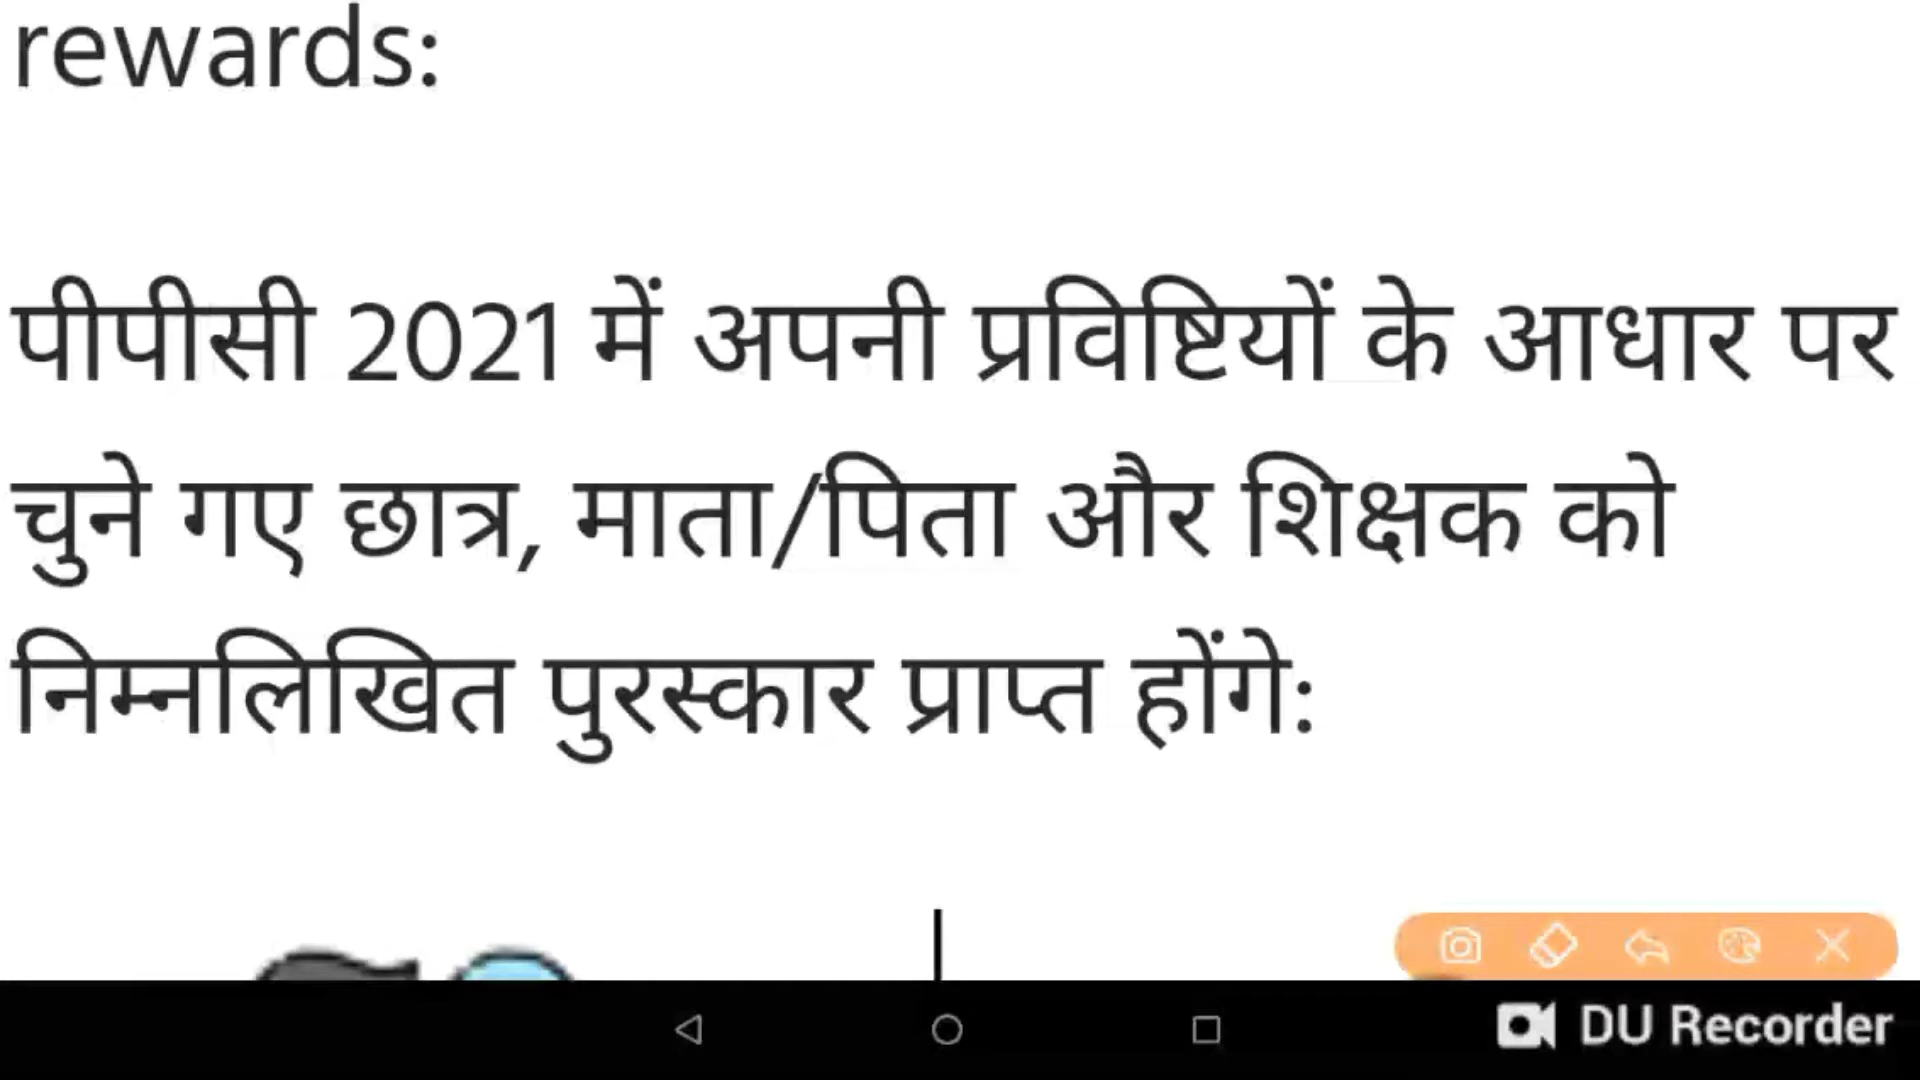 rewards:
पीपीसी 2021 में अपनी प्रविष्टियों के आधार पर
चुने गए छात्र, माता/पिता और शिक्षक को
निम्नलिखित पुरस्कार प्राप्त होंगे:
DU Recorder